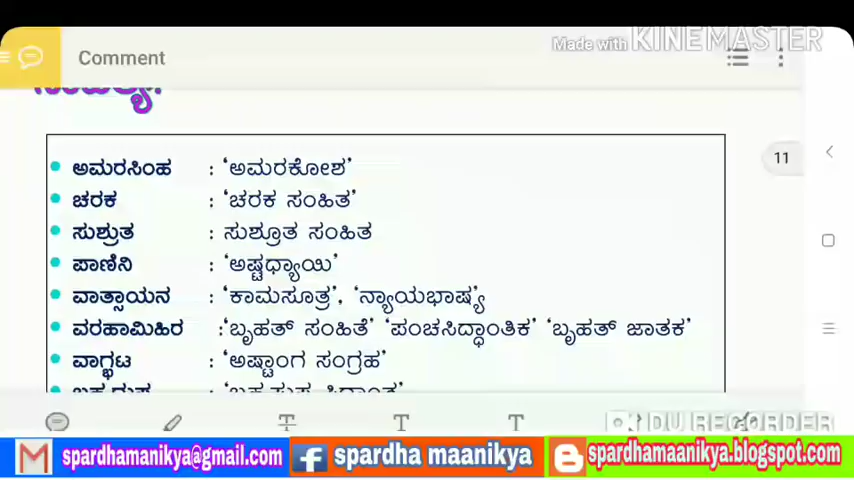 Made with KINEMASTER
Comment
ಸಾಹಿತ್ಯ:
11
ಅಮರಸಿಂಹ : ‘ಅಮರಕೋಶ’
ಚರಕ : ‘ಚರಕ ಸಂಹಿತ’
ಸುಶ್ರುತ : ಸುಶ್ರೂತ ಸಂಹಿತ
ಪಾಣಿನಿ : ‘ಅಷ್ಟಧ್ಯಾಯಿ’
ವಾತ್ಸಾಯನ : ‘ಕಾಮಸೂತ್ರ’, ‘ನ್ಯಾಯಭಾಷ್ಯ’
ವರಹಾಮಿಹಿರ :‘ಬೃಹತ್ ಸಂಹಿತೆ’ ‘ಪಂಚಸಿದ್ಧಾಂತಿಕ’ ‘ಬೃಹತ್ ಜಾತಕ’
ವಾಗ್ಭಟ : ‘ಅಷ್ಟಾಂಗ ಸಂಗ್ರಹ’
DU RECORDER
spardhamanikya@gmail.com
spardha maanikya
spardhamaanikya.blogspot.com